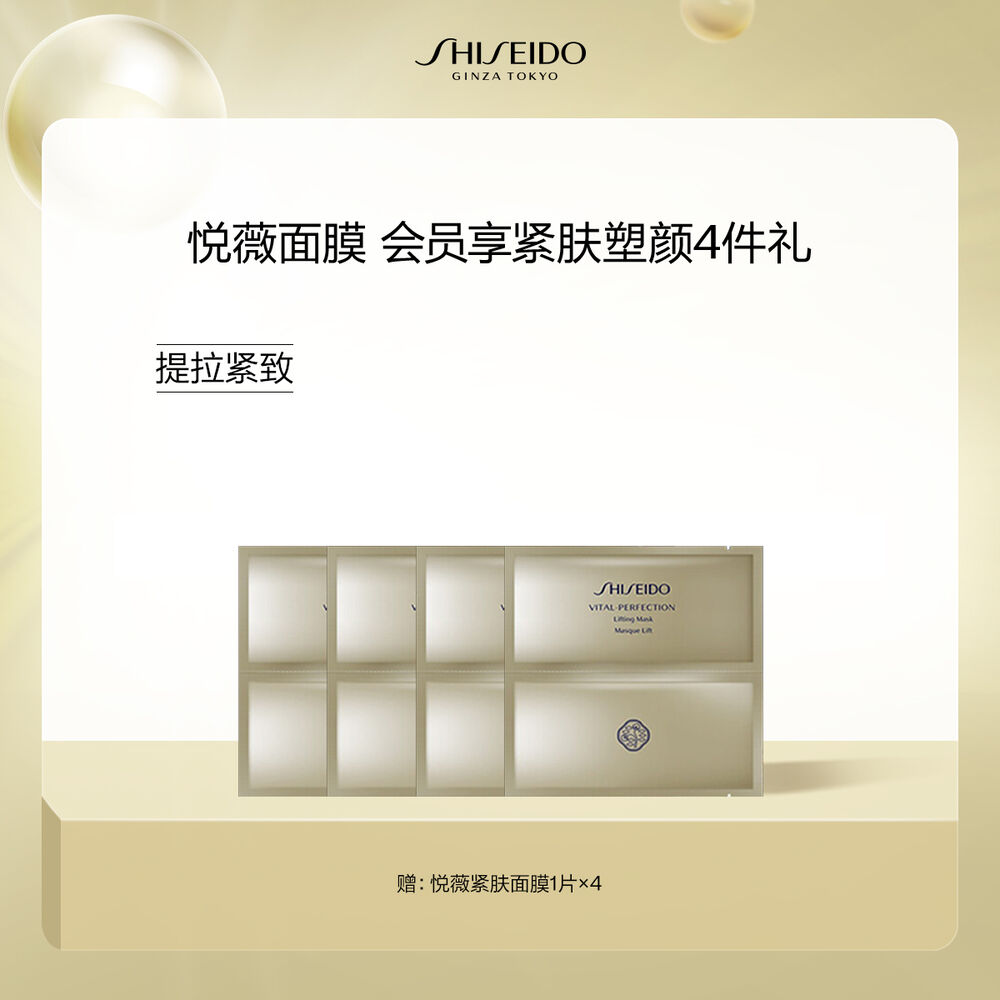 SHISEIDO
GINZA TOKYO
悦薇面膜 会员享紧肤塑颜4件礼
提拉紧致
SHISEIDO
VITAL-PERFECTION
Lifting Mask
Masque Lift
赠: 悦薇紧肤面膜1片×4